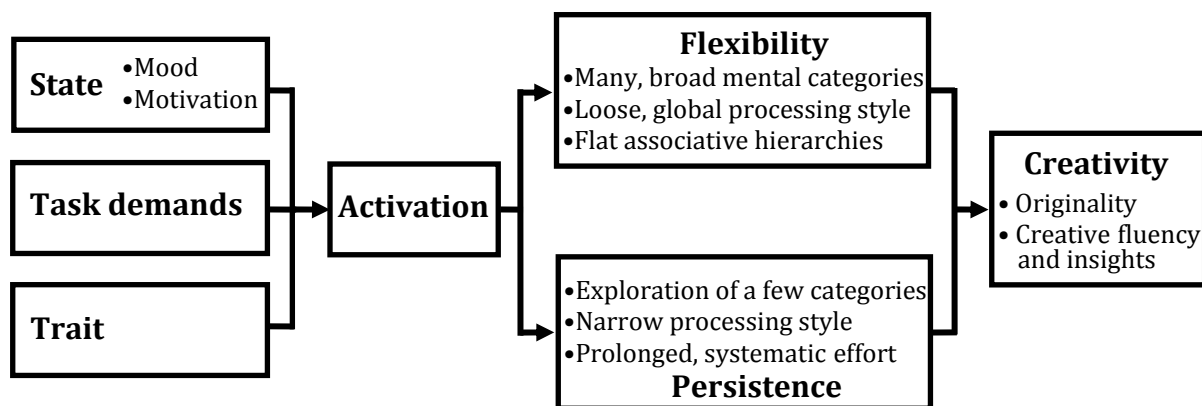 State
•Mood
•Motivation
Task demands
Trait
Activation
Flexibility
•Many, broad mental categories
•Loose, global processing style
•Flat associative hierarchies
•Exploration of a few categories
•Narrow processing style
•Prolonged, systematic effort
Persistence
Creativity
• Originality
• Creative fluency
and insights